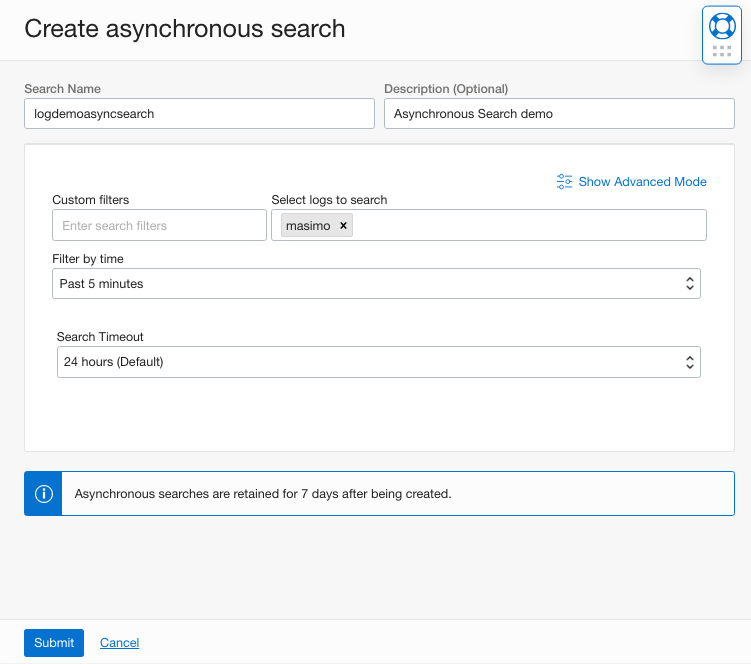 Create asynchronous search
Search Name
Description (Optional)
logdemoasyncsearch
Asynchronous Search demo
Show Advanced Mode
Custom filters
Select logs to search
Enter search filters
masimo ×
Filter by time
Past 5 minutes
Search Timeout
24 hours (Default)
Asynchronous searches are retained for 7 days after being created.
Submit
Cancel